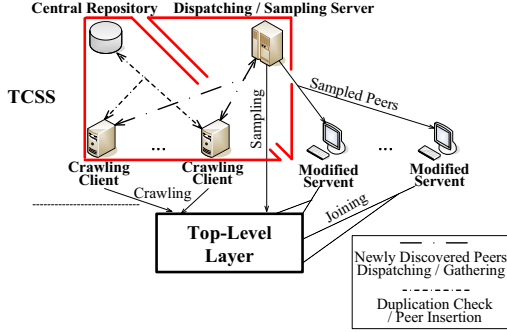 Central Repository
Dispatching / Sampling Server
TCSS
Sampling
Sampled Peers
...
...
Crawling
Client
Crawling
Client
Modified
Servent
Modified
Servent
Crawling
Joining
Top-Level
Layer
Newly Discovered Peers
Dispatching / Gathering
Duplication Check
/ Peer Insertion